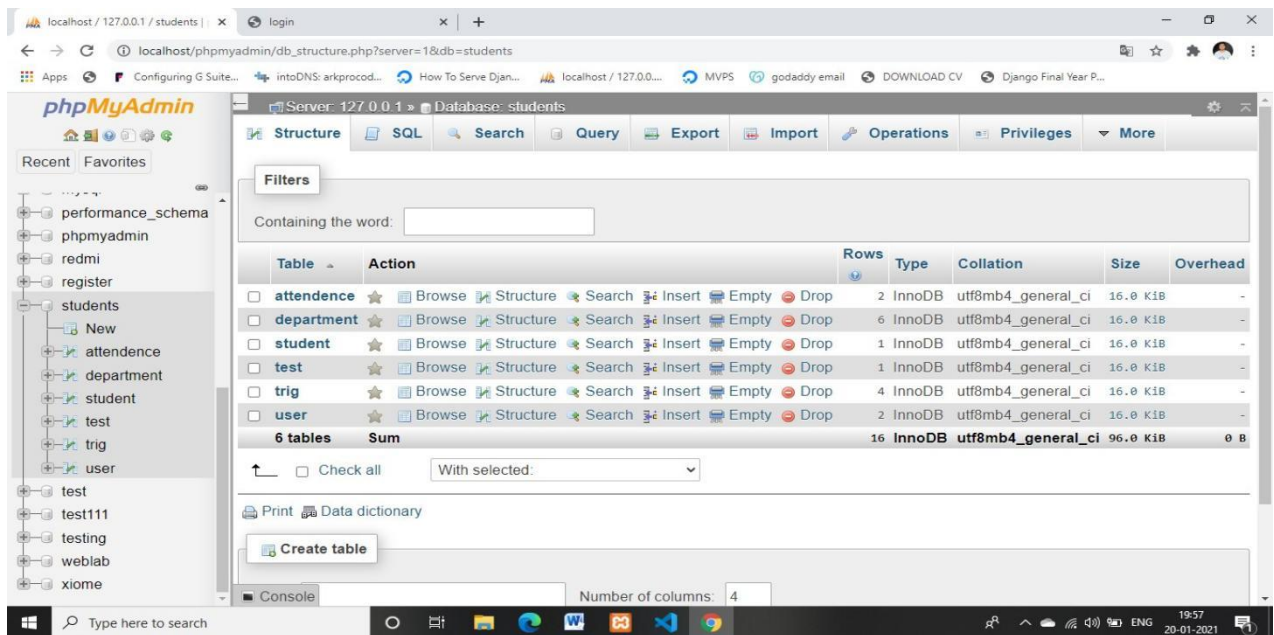 localhost / 127.0.0.1 / students |
login
localhost/phpmyadmin/db_structure.php?server=1&db=students
Apps
Configuring G Suite...
intoDNS: arkprocod...
How To Serve Djan...
localhost / 127.0.0....
MVPS
godaddy email
DOWNLOAD CV
Django Final Year P...
phpMyAdmin
Recent Favorites
performance_schema
phpmyadmin
redmi
register
students
New
attendence
department
student
test
trig
user
test
test111
testing
weblab
xiome
Server: 127.0.0.1 » Database: students
Structure SQL Search Query Export Import Operations Privileges More
Filters
Containing the word:
Table Action Rows Type Collation Size Overhead
attendence Browse Structure Search Insert Empty Drop 2 InnoDB utf8mb4_general_ci 16.0 KiB -
department Browse Structure Search Insert Empty Drop 6 InnoDB utf8mb4_general_ci 16.0 KiB -
student Browse Structure Search Insert Empty Drop 1 InnoDB utf8mb4_general_ci 16.0 KiB -
test Browse Structure Search Insert Empty Drop 1 InnoDB utf8mb4_general_ci 16.0 KiB -
trig Browse Structure Search Insert Empty Drop 4 InnoDB utf8mb4_general_ci 16.0 KiB -
user Browse Structure Search Insert Empty Drop 2 InnoDB utf8mb4_general_ci 16.0 KiB -
6 tables Sum 16 InnoDB utf8mb4_general_ci 96.0 KiB 0 B
Check all With selected:
Print Data dictionary
Create table
Console
Number of columns: 4
Type here to search
ENG
19:57
20-01-2021